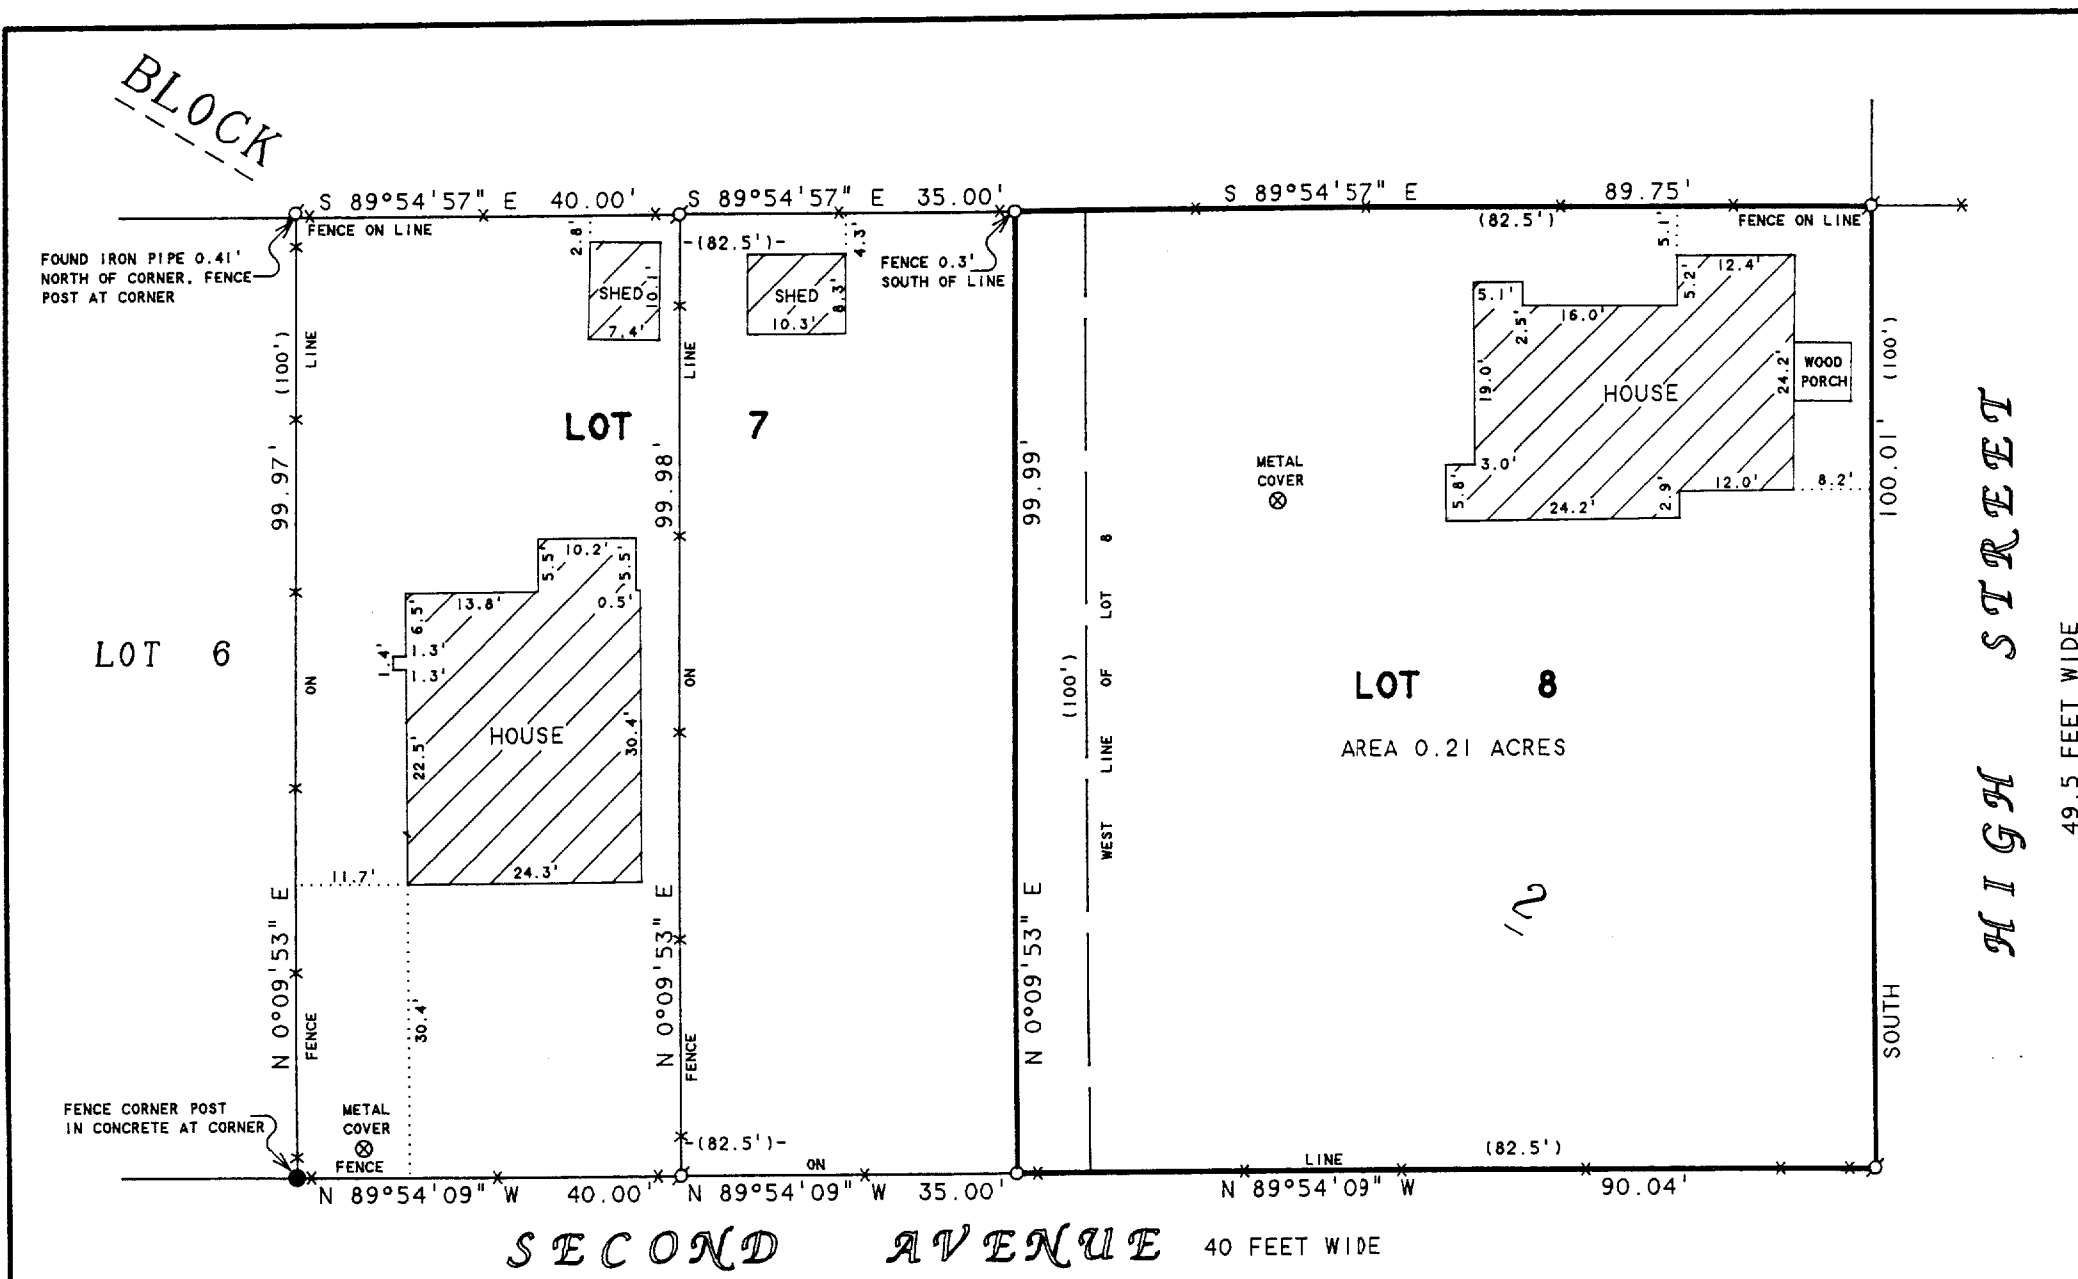 BLOCK
S 89°54'57" E 40.00'
S 89°54'57" E 35.00'
S 89°54'57" E 89.75'
(82.5')
FENCE ON LINE
FENCE ON LINE
-(82.5')-
FOUND IRON PIPE 0.41'
NORTH OF CORNER. FENCE
POST AT CORNER
2.8'
SHED
10.1'
7.4'
4.3'
SHED
8.3'
10.3'
FENCE 0.3'
SOUTH OF LINE
5.1'
12.4'
5.2'
5.1'
2.5'
16.0'
19.0'
HOUSE
24.2'
WOOD
PORCH
3.0'
5.8'
24.2'
2.9'
12.0'
8.2'
(100')
100.01'
SOUTH
(100')
99.97'
N 0°09'53" E
LINE
ON
FENCE
LOT 7
99.98'
N 0°09'53" E
LINE
ON
FENCE
99.99'
N 0°09'53" E
(100')
WEST LINE OF LOT 8
METAL
COVER
10.2'
5.5'
5.5'
13.8'
0.5'
6.5'
1.3'
1.4'
1.3'
HOUSE
22.5'
30.4'
24.3'
11.7'
30.4'
LOT 6
LOT 8
AREA 0.21 ACRES
12
HIGH STREET
49.5 FEET WIDE
FENCE CORNER POST
IN CONCRETE AT CORNER
METAL
COVER
FENCE
-(82.5')-
ON
LINE
(82.5')
N 89°54'09" W 40.00'
N 89°54'09" W 35.00'
N 89°54'09" W 90.04'
SECOND AVENUE 40 FEET WIDE